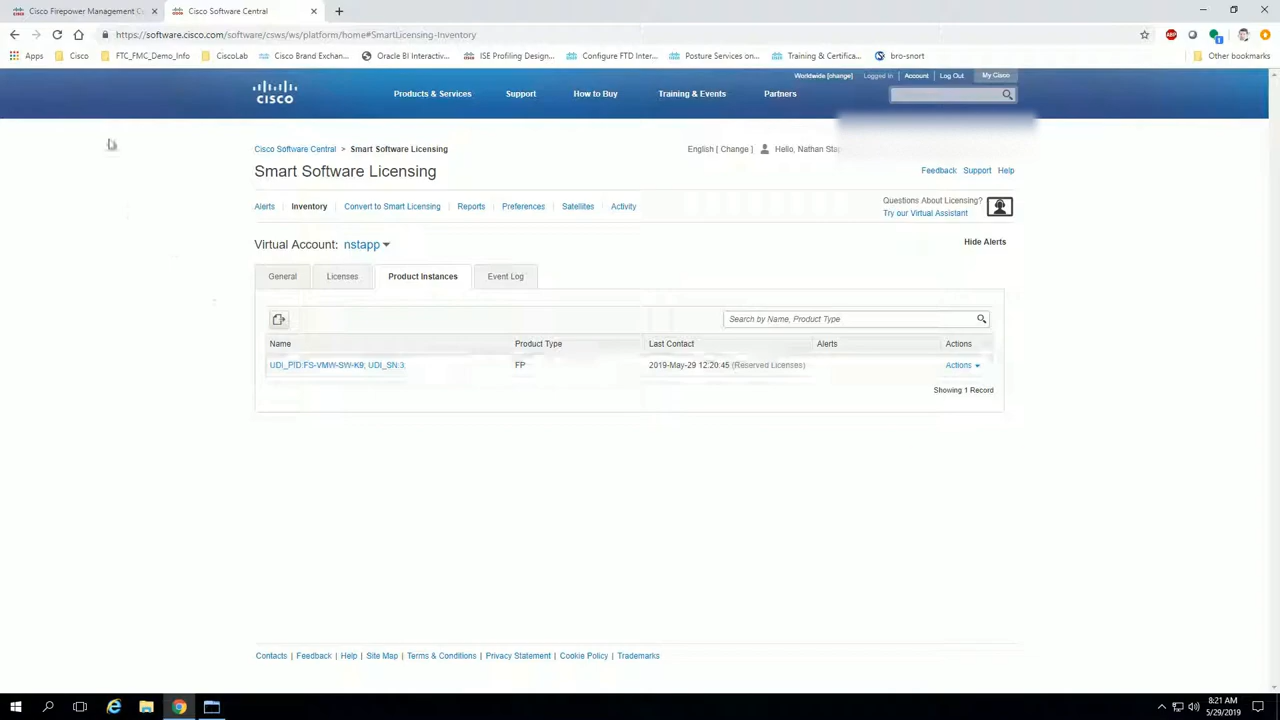 Cisco Firepower Management C
Cisco Software Central
https://software.cisco.com/software/csws/ws/platform/home#SmartLicensing-Inventory
ABP
Apps Cisco FTC_FMC_Demo_Info CiscoLab Cisco Brand Exchan... Oracle BI Interactiv... ISE Profiling Design... Configure FTD Inter... Posture Services on... Training & Certifica... bro-snort Other bookmarks
Worldwide [change] Logged in Account Log Out My Cisco
CISCO
Products & Services Support How to Buy Training & Events Partners
Cisco Software Central > Smart Software Licensing
English [ Change ] Hello, Nathan
Smart Software Licensing
Feedback Support Help
Alerts Inventory Convert to Smart Licensing Reports Preferences Satellites Activity
Questions About Licensing?
Try our Virtual Assistant
Virtual Account: nstapp
Hide Alerts
General Licenses Product Instances Event Log
Search by Name, Product Type
Name Product Type Last Contact Alerts Actions
UDI_PID:FS-VMW-SW-K9; UDI_SN:3; FP 2019-May-29 12:20:45 (Reserved Licenses) Actions
Showing 1 Record
Contacts | Feedback | Help | Site Map | Terms & Conditions | Privacy Statement | Cookie Policy | Trademarks
8:21 AM
5/29/2019